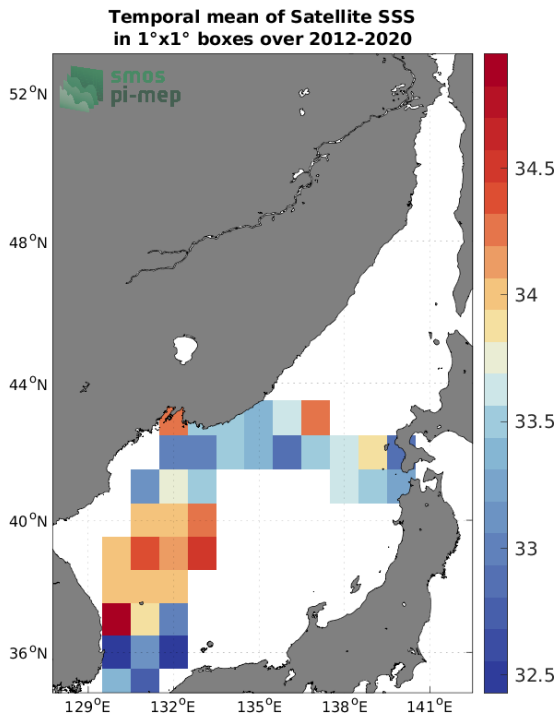 Temporal mean of Satellite SSS
in 1°x1° boxes over 2012-2020
smos
pi-mep
52°N
48°N
44°N
40°N
36°N
129°E
132°E
135°E
138°E
141°E
34.5
34
33.5
33
32.5